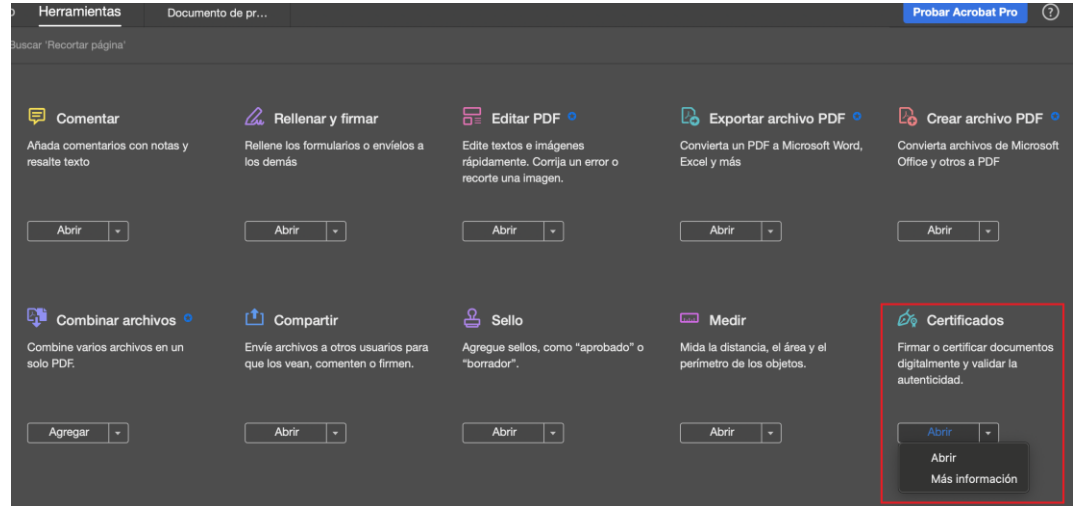 Herramientas
Documento de pr...
Probar Acrobat Pro
?
Buscar 'Recortar página'
Comentar
Añada comentarios con notas y
resalte texto
Abrir
Rellenar y firmar
Rellene los formularios o envíelos a
los demás
Abrir
Editar PDF
Edite textos e imágenes
rápidamente. Corrija un error o
recorte una imagen.
Abrir
Exportar archivo PDF
Convierta un PDF a Microsoft Word,
Excel y más
Abrir
Crear archivo PDF
Convierta archivos de Microsoft
Office y otros a PDF
Abrir
Combinar archivos
Combine varios archivos en un
solo PDF.
Agregar
Compartir
Envíe archivos a otros usuarios para
que los vean, comenten o firmen.
Abrir
Sello
Agregue sellos, como “aprobado” o
“borrador”.
Abrir
Medir
Mida la distancia, el área y el
perímetro de los objetos.
Abrir
Certificados
Firmar o certificar documentos
digitalmente y validar la
autenticidad.
Abrir
Abrir
Más información